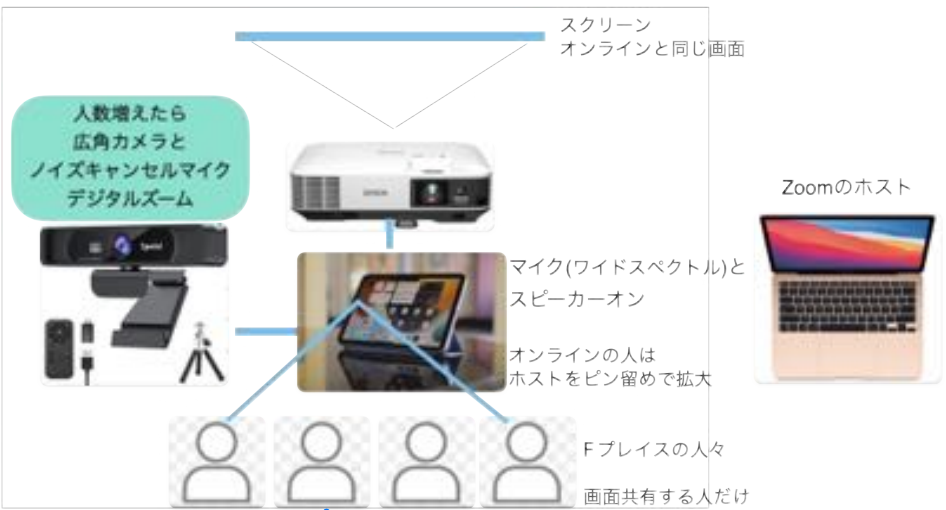 スクリーン
オンラインと同じ画面
人数増えたら
広角カメラと
ノイズキャンセルマイク
デジタルズーム
EPSON
Zoomのホスト
マイク(ワイドスペクトル)と
スピーカーオン
オンラインの人は
ホストをピン留めで拡大
Fプレイスの人々
画面共有する人だけ